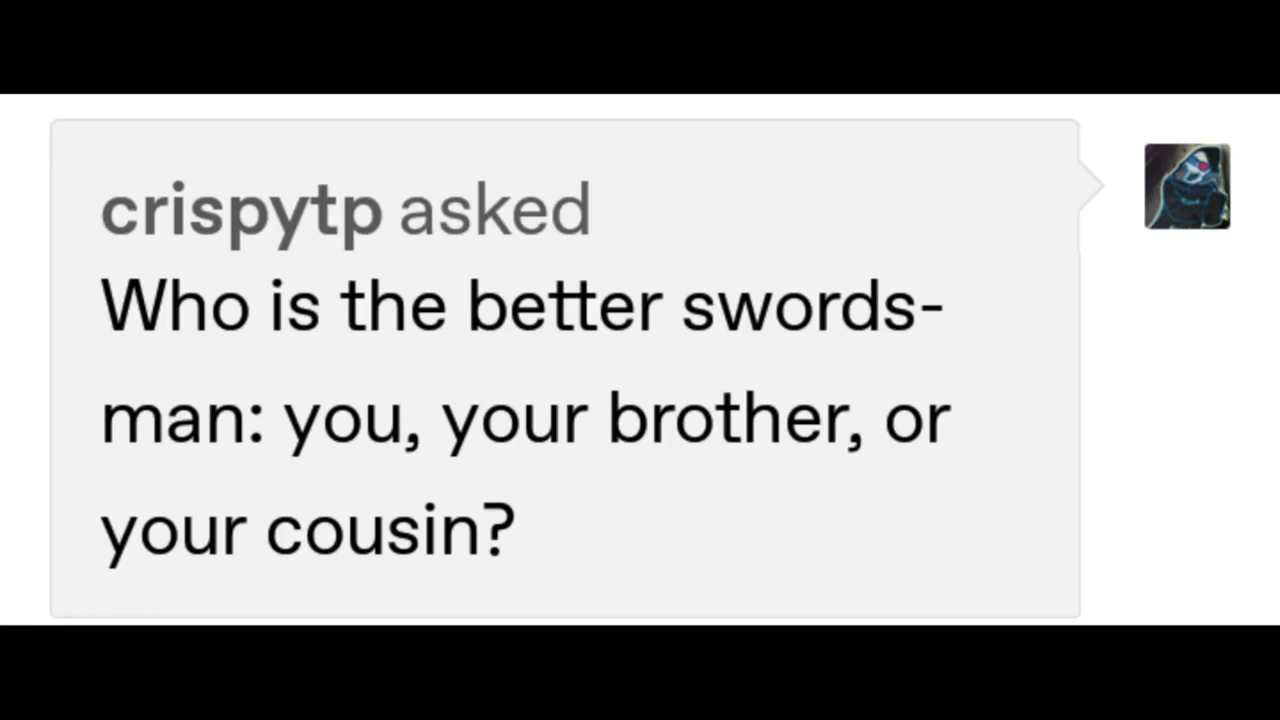 crispytp asked
Who is the better swords-
man: you, your brother, or
your cousin?